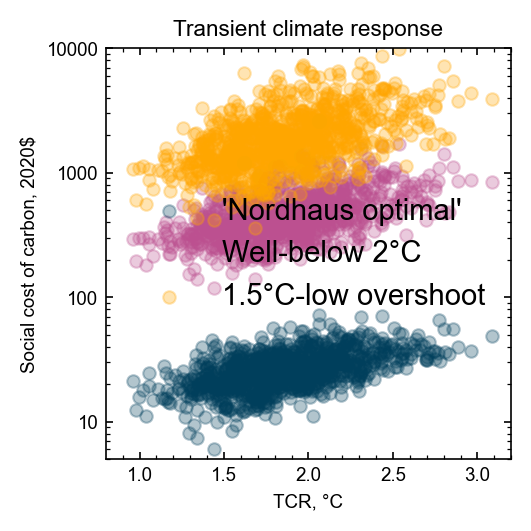 Transient climate response
10000
1000
100
10
Social cost of carbon, 2020$
'Nordhaus optimal'
Well-below 2°C
1.5°C-low overshoot
1.0 1.5 2.0 2.5 3.0
TCR, °C